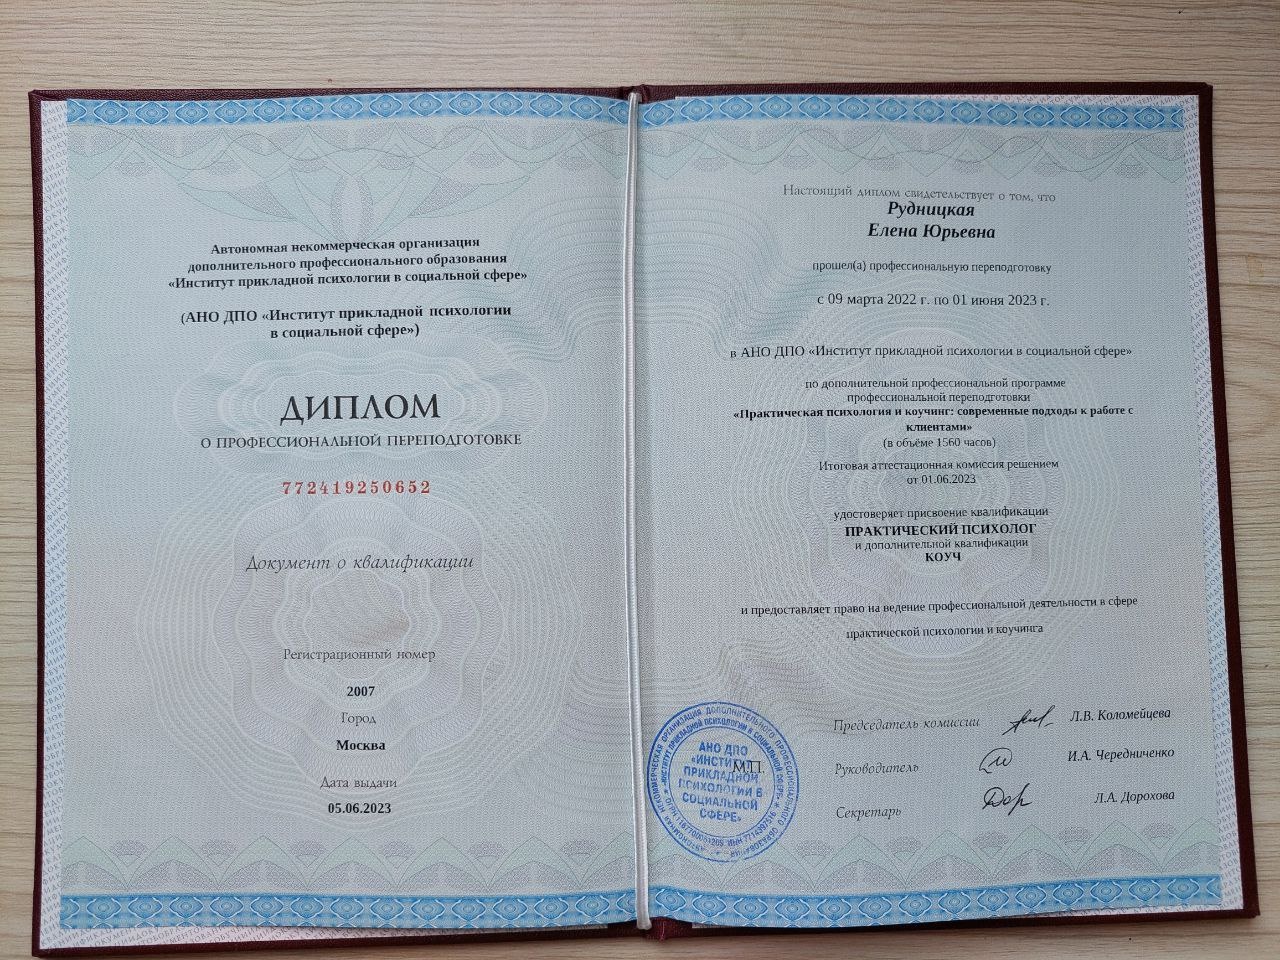 Автономная некоммерческая организация
дополнительного профессионального образования
«Институт прикладной психологии в социальной сфере»
(АНО ДПО «Институт прикладной психологии
в социальной сфере»)
ДИПЛОМ
О ПРОФЕССИОНАЛЬНОЙ ПЕРЕПОДГОТОВКЕ
772419250652
Документ о квалификации
Регистрационный номер
2007
Город
Москва
Дата выдачи
05.06.2023
Настоящий диплом свидетельствует о том, что
Рудницкая
Елена Юрьевна
прошел(а) профессиональную переподготовку
с 09 марта 2022 г. по 01 июня 2023 г.
в АНО ДПО «Институт прикладной психологии в социальной сфере»
по дополнительной профессиональной программе
профессиональной переподготовки
«Практическая психология и коучинг: современные подходы к работе с
клиентами»
(в объёме 1560 часов)
Итоговая аттестационная комиссия решением
от 01.06.2023
удостоверяет присвоение квалификации
ПРАКТИЧЕСКИЙ ПСИХОЛОГ
и дополнительной квалификации
КОУЧ
и предоставляет право на ведение профессиональной деятельности в сфере
практической психологии и коучинга
Председатель комиссии Л.В. Коломейцева
Руководитель И.А. Чередниченко
Секретарь Л.А. Дорохова
М.П.
АНО ДПО
«ИНСТИТУТ
ПРИКЛАДНОЙ
ПСИХОЛОГИИ В
СОЦИАЛЬНОЙ
СФЕРЕ»